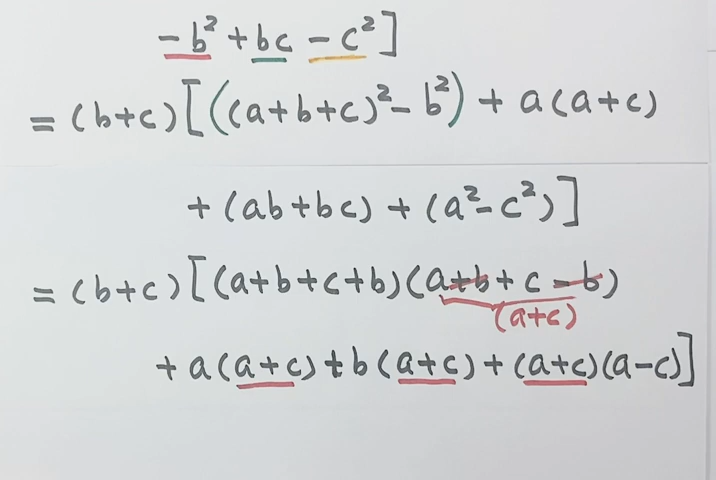 -b²+bc-c²]
=(b+c)[((a+b+c)²-b²)+a(a+c)
+(ab+bc)+(a²-c²)]
=(b+c)[(a+b+c+b)(a+b+c-b)
(a+c)
+a(a+c)+b(a+c)+(a+c)(a-c)]